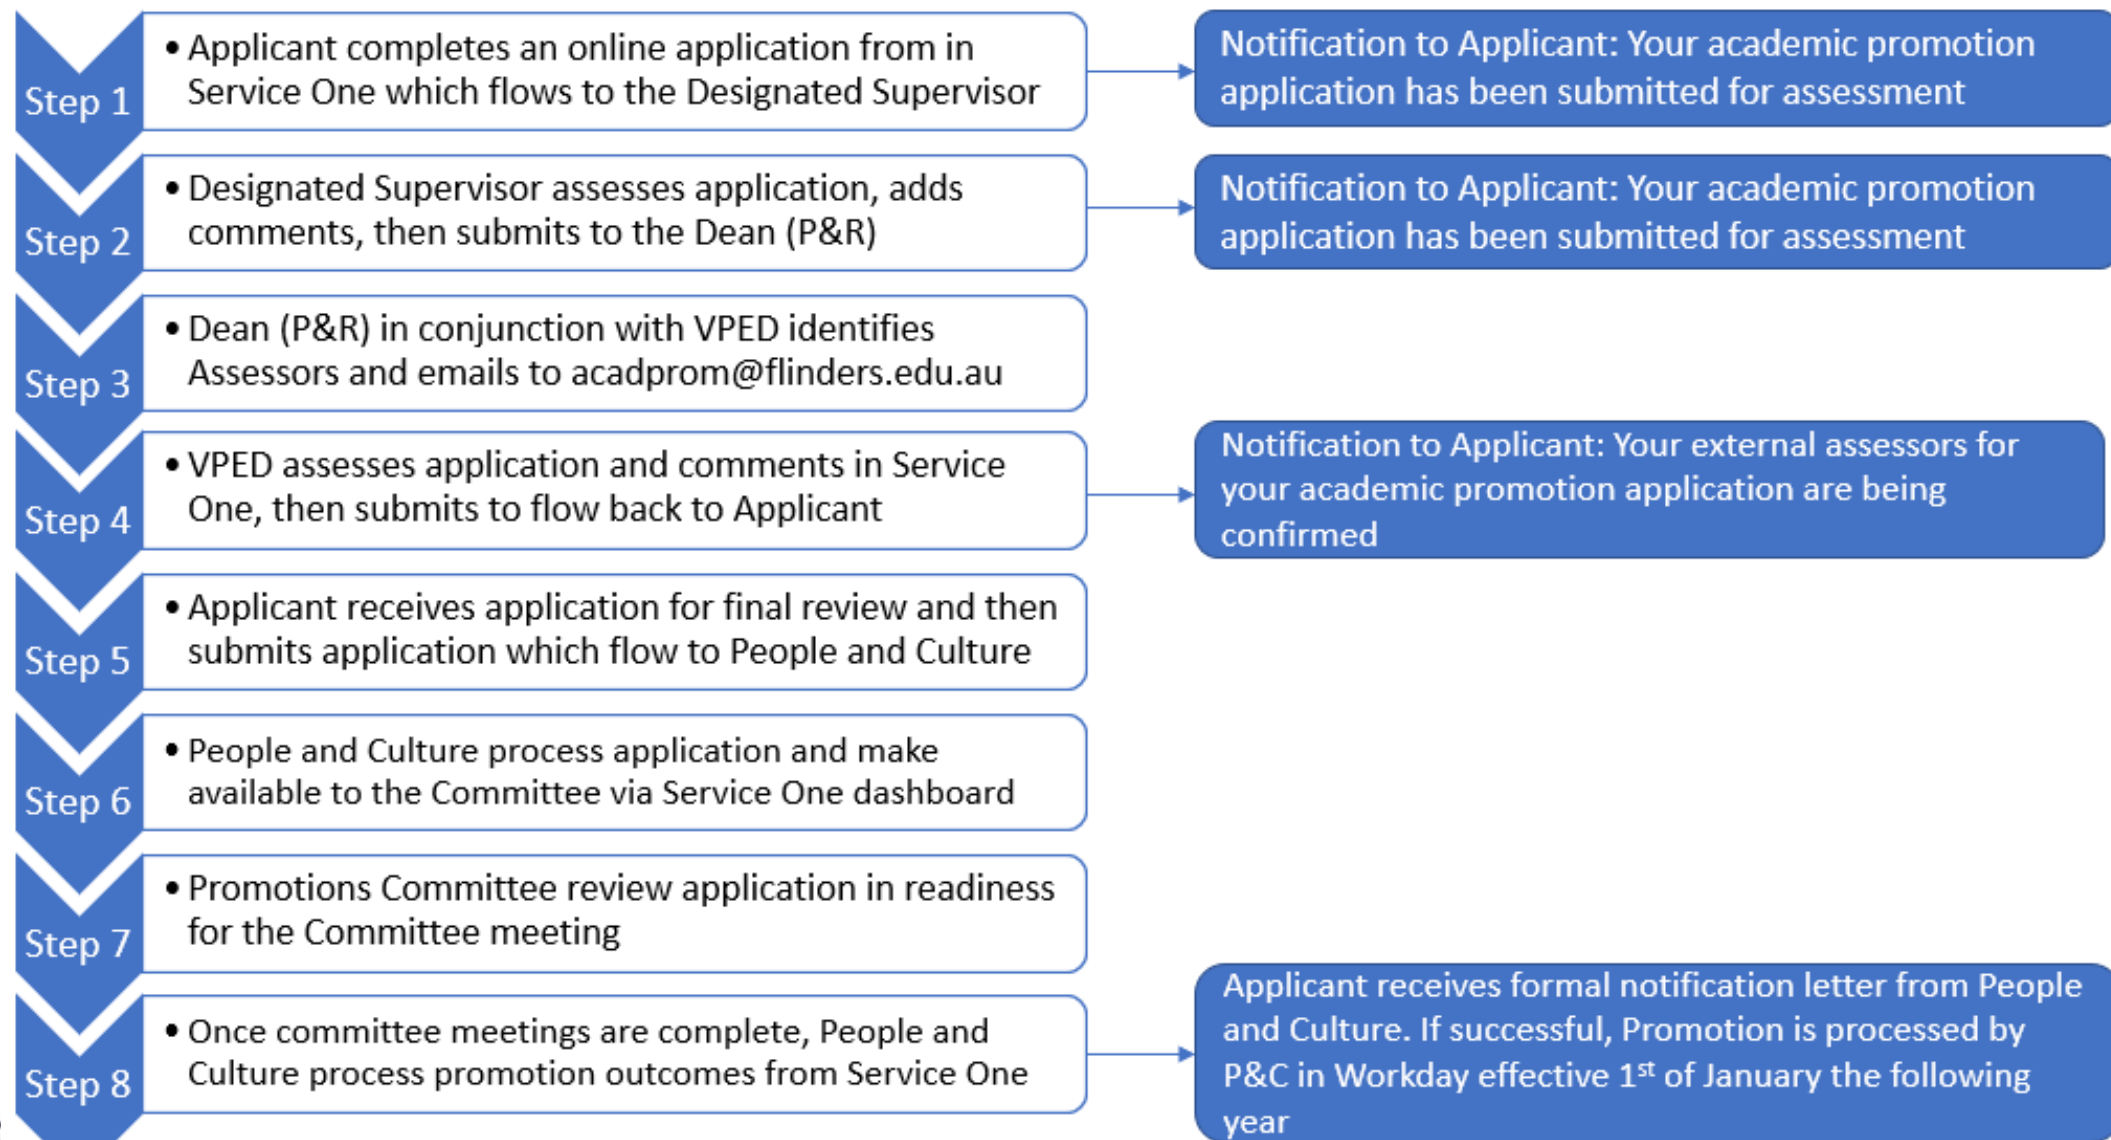 Step 1
• Applicant completes an online application from in
Service One which flows to the Designated Supervisor
Notification to Applicant: Your academic promotion
application has been submitted for assessment
Step 2
• Designated Supervisor assesses application, adds
comments, then submits to the Dean (P&R)
Notification to Applicant: Your academic promotion
application has been submitted for assessment
Step 3
• Dean (P&R) in conjunction with VPED identifies
Assessors and emails to acadprom@flinders.edu.au
Step 4
• VPED assesses application and comments in Service
One, then submits to flow back to Applicant
Notification to Applicant: Your external assessors for
your academic promotion application are being
confirmed
Step 5
• Applicant receives application for final review and then
submits application which flow to People and Culture
Step 6
• People and Culture process application and make
available to the Committee via Service One dashboard
Step 7
• Promotions Committee review application in readiness
for the Committee meeting
Step 8
• Once committee meetings are complete, People and
Culture process promotion outcomes from Service One
Applicant receives formal notification letter from People
and Culture. If successful, Promotion is processed by
P&C in Workday effective 1st of January the following
year